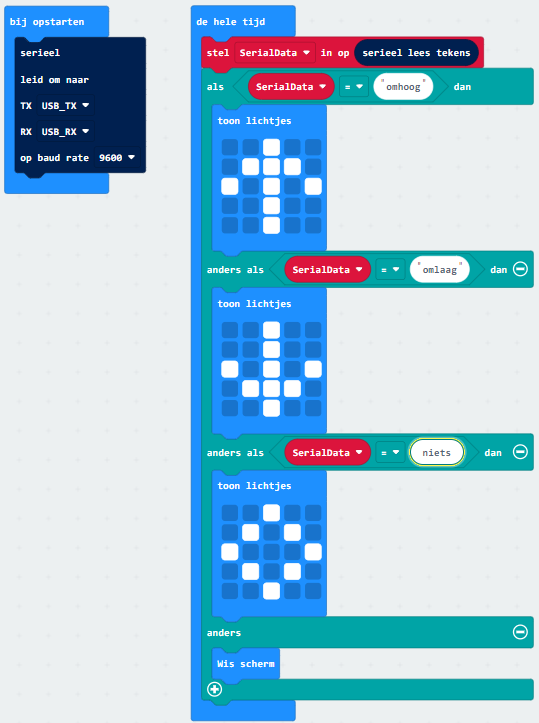 bij opstarten
serieel
leid om naar
TX USB_TX
RX USB_RX
op baud rate 9600
de hele tijd
stel SerialData in op serieel lees tekens
als SerialData = "omhoog" dan
toon lichtjes
anders als SerialData = "omlaag" dan
toon lichtjes
anders als SerialData = niets dan
toon lichtjes
anders
Wis scherm